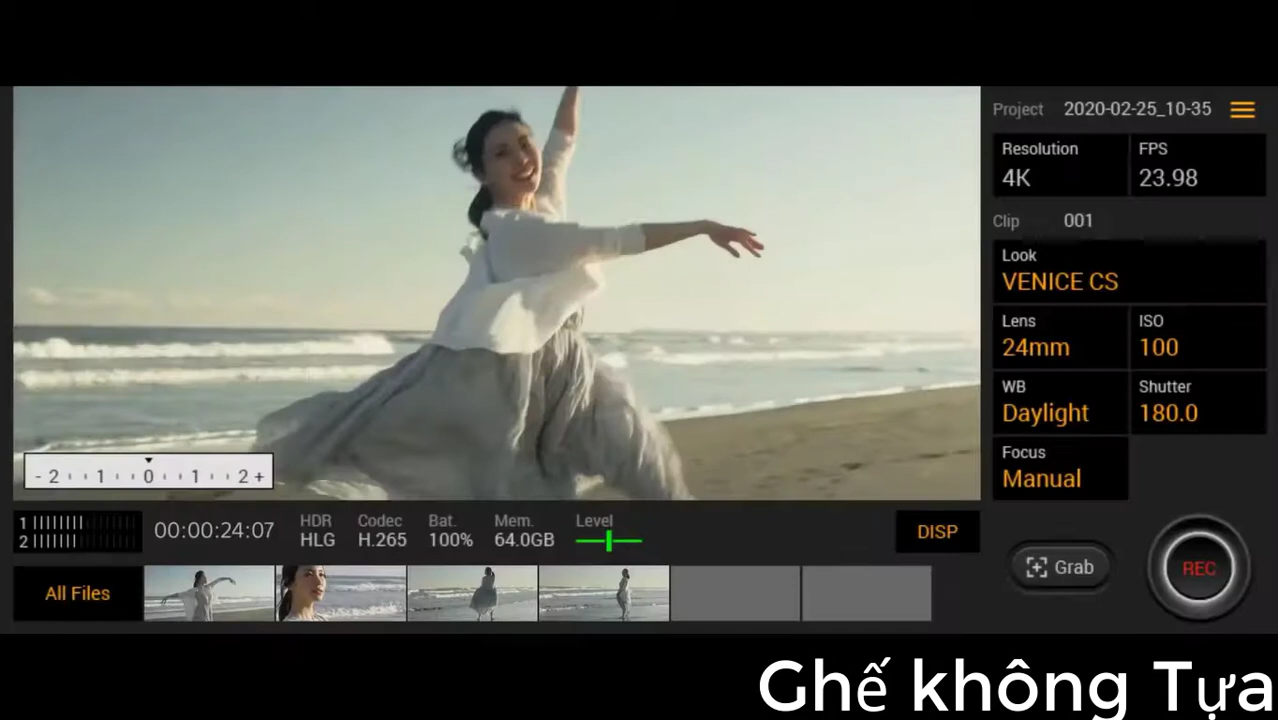 Project 2020-02-25_10-35
Resolution FPS
4K 23.98
Clip 001
Look
VENICE CS
Lens ISO
24mm 100
WB Shutter
Daylight 180.0
Focus
Manual
- 2 1 0 1 2 +
1
2
00:00:24:07
HDR Codec Bat. Mem. Level
HLG H.265 100% 64.0GB
DISP
Grab
REC
All Files
Ghế không Tựa